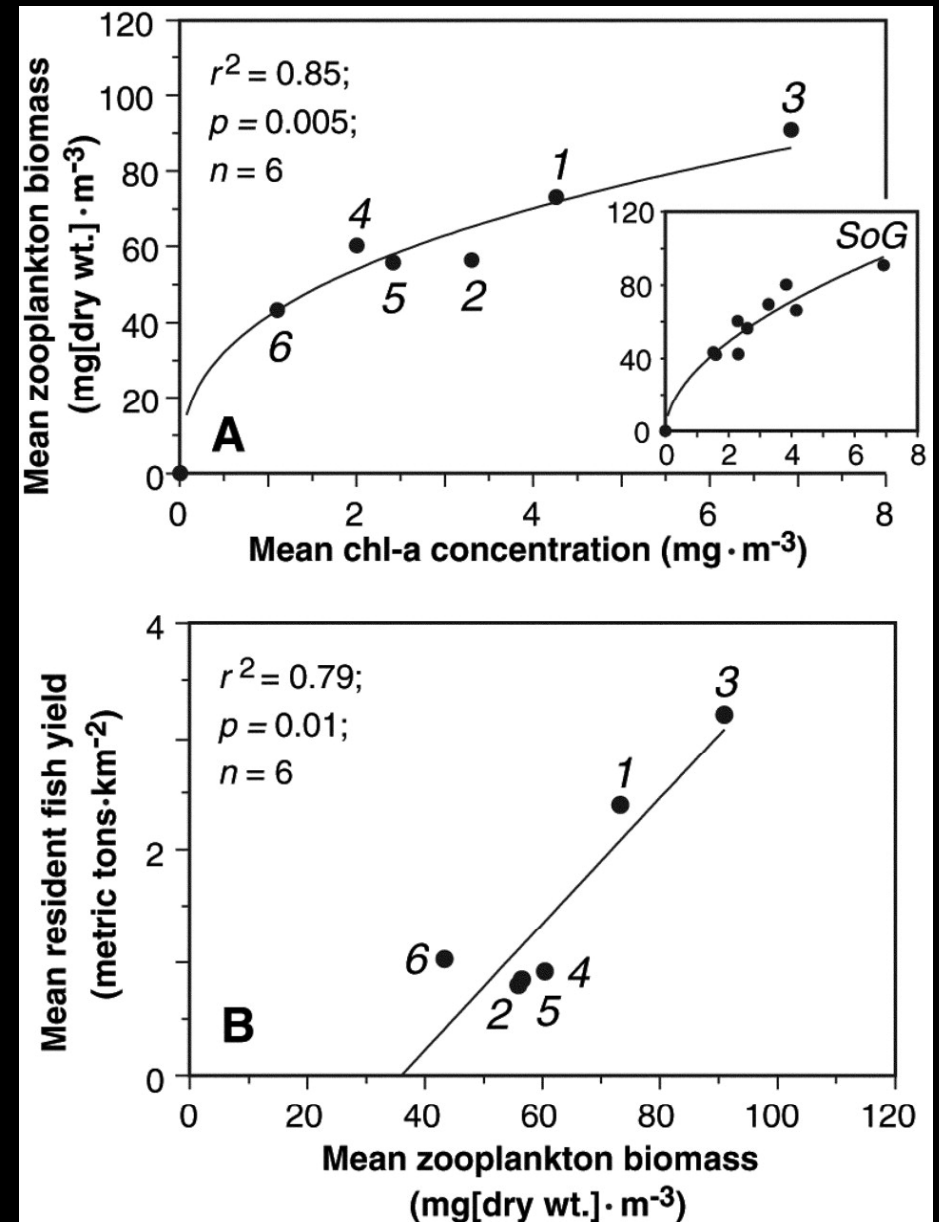 Mean zooplankton biomass
(mg[dry wt.]·m⁻³)
120
100
80
60
40
20
0
r² = 0.85;
p = 0.005;
n = 6
3
1
4
5
2
6
A
0
2
4
6
8
Mean chl-a concentration (mg·m⁻³)
120
80
40
0
SoG
0
2
4
6
8
Mean resident fish yield
(metric tons·km⁻²)
4
2
0
r² = 0.79;
p = 0.01;
n = 6
3
1
6
4
2
5
B
0
20
40
60
80
100
120
Mean zooplankton biomass
(mg[dry wt.]·m⁻³)